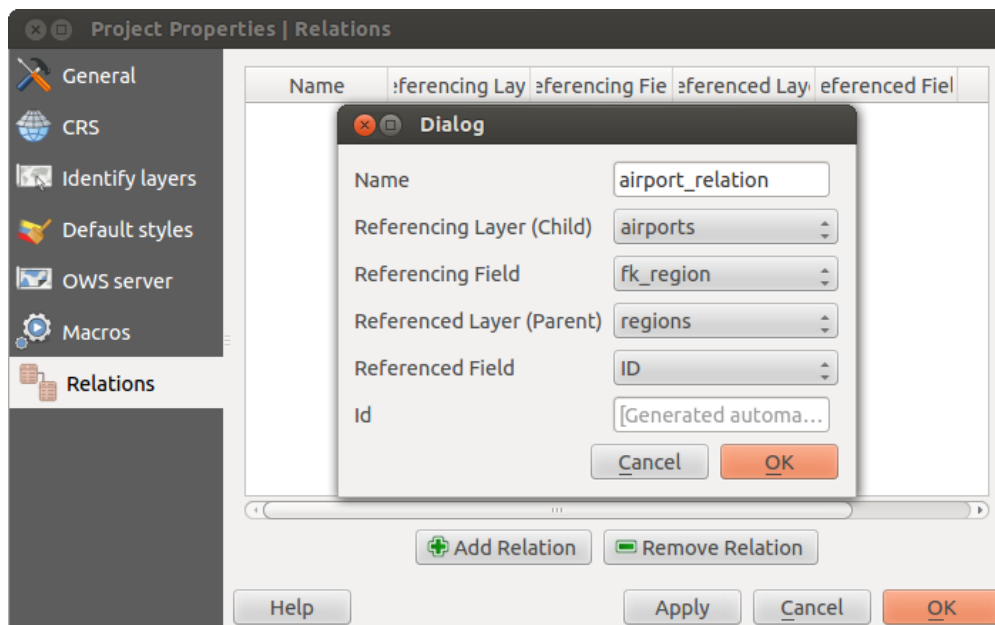 Project Properties | Relations
General
CRS
Identify layers
Default styles
OWS server
Macros
Relations
Name eferencing Lay eferencing Fie eferenced Lay eferenced Fiel
Dialog
Name airport_relation
Referencing Layer (Child) airports
Referencing Field fk_region
Referenced Layer (Parent) regions
Referenced Field ID
Id [Generated automa...
Cancel OK
Add Relation Remove Relation
Help Apply Cancel OK